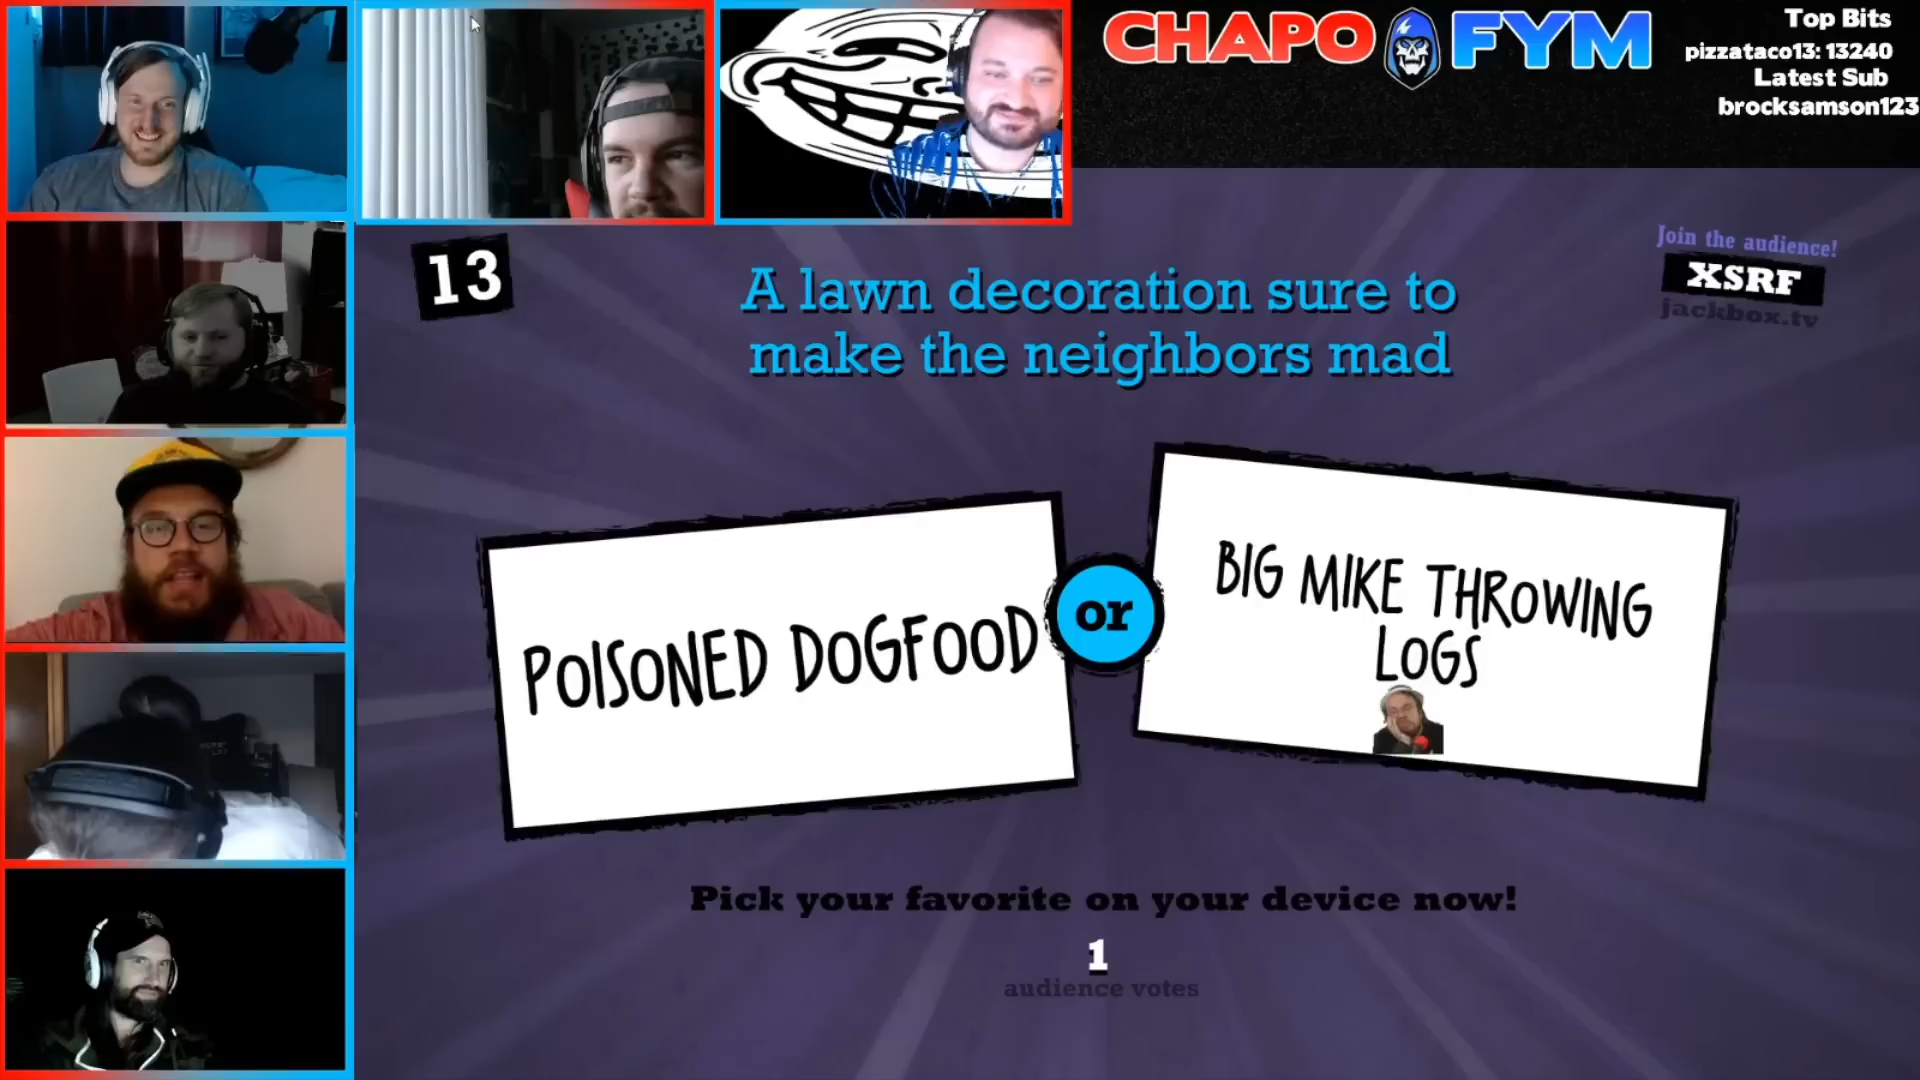 CHAPO FYM
Top Bits
pizzataco13: 13240
Latest Sub
brocksamson123
13
A lawn decoration sure to
make the neighbors mad
Join the audience!
XSRF
jackbox.tv
POISONED DOGFOOD
or
BIG MIKE THROWING
LOGS
Pick your favorite on your device now!
1
audience votes